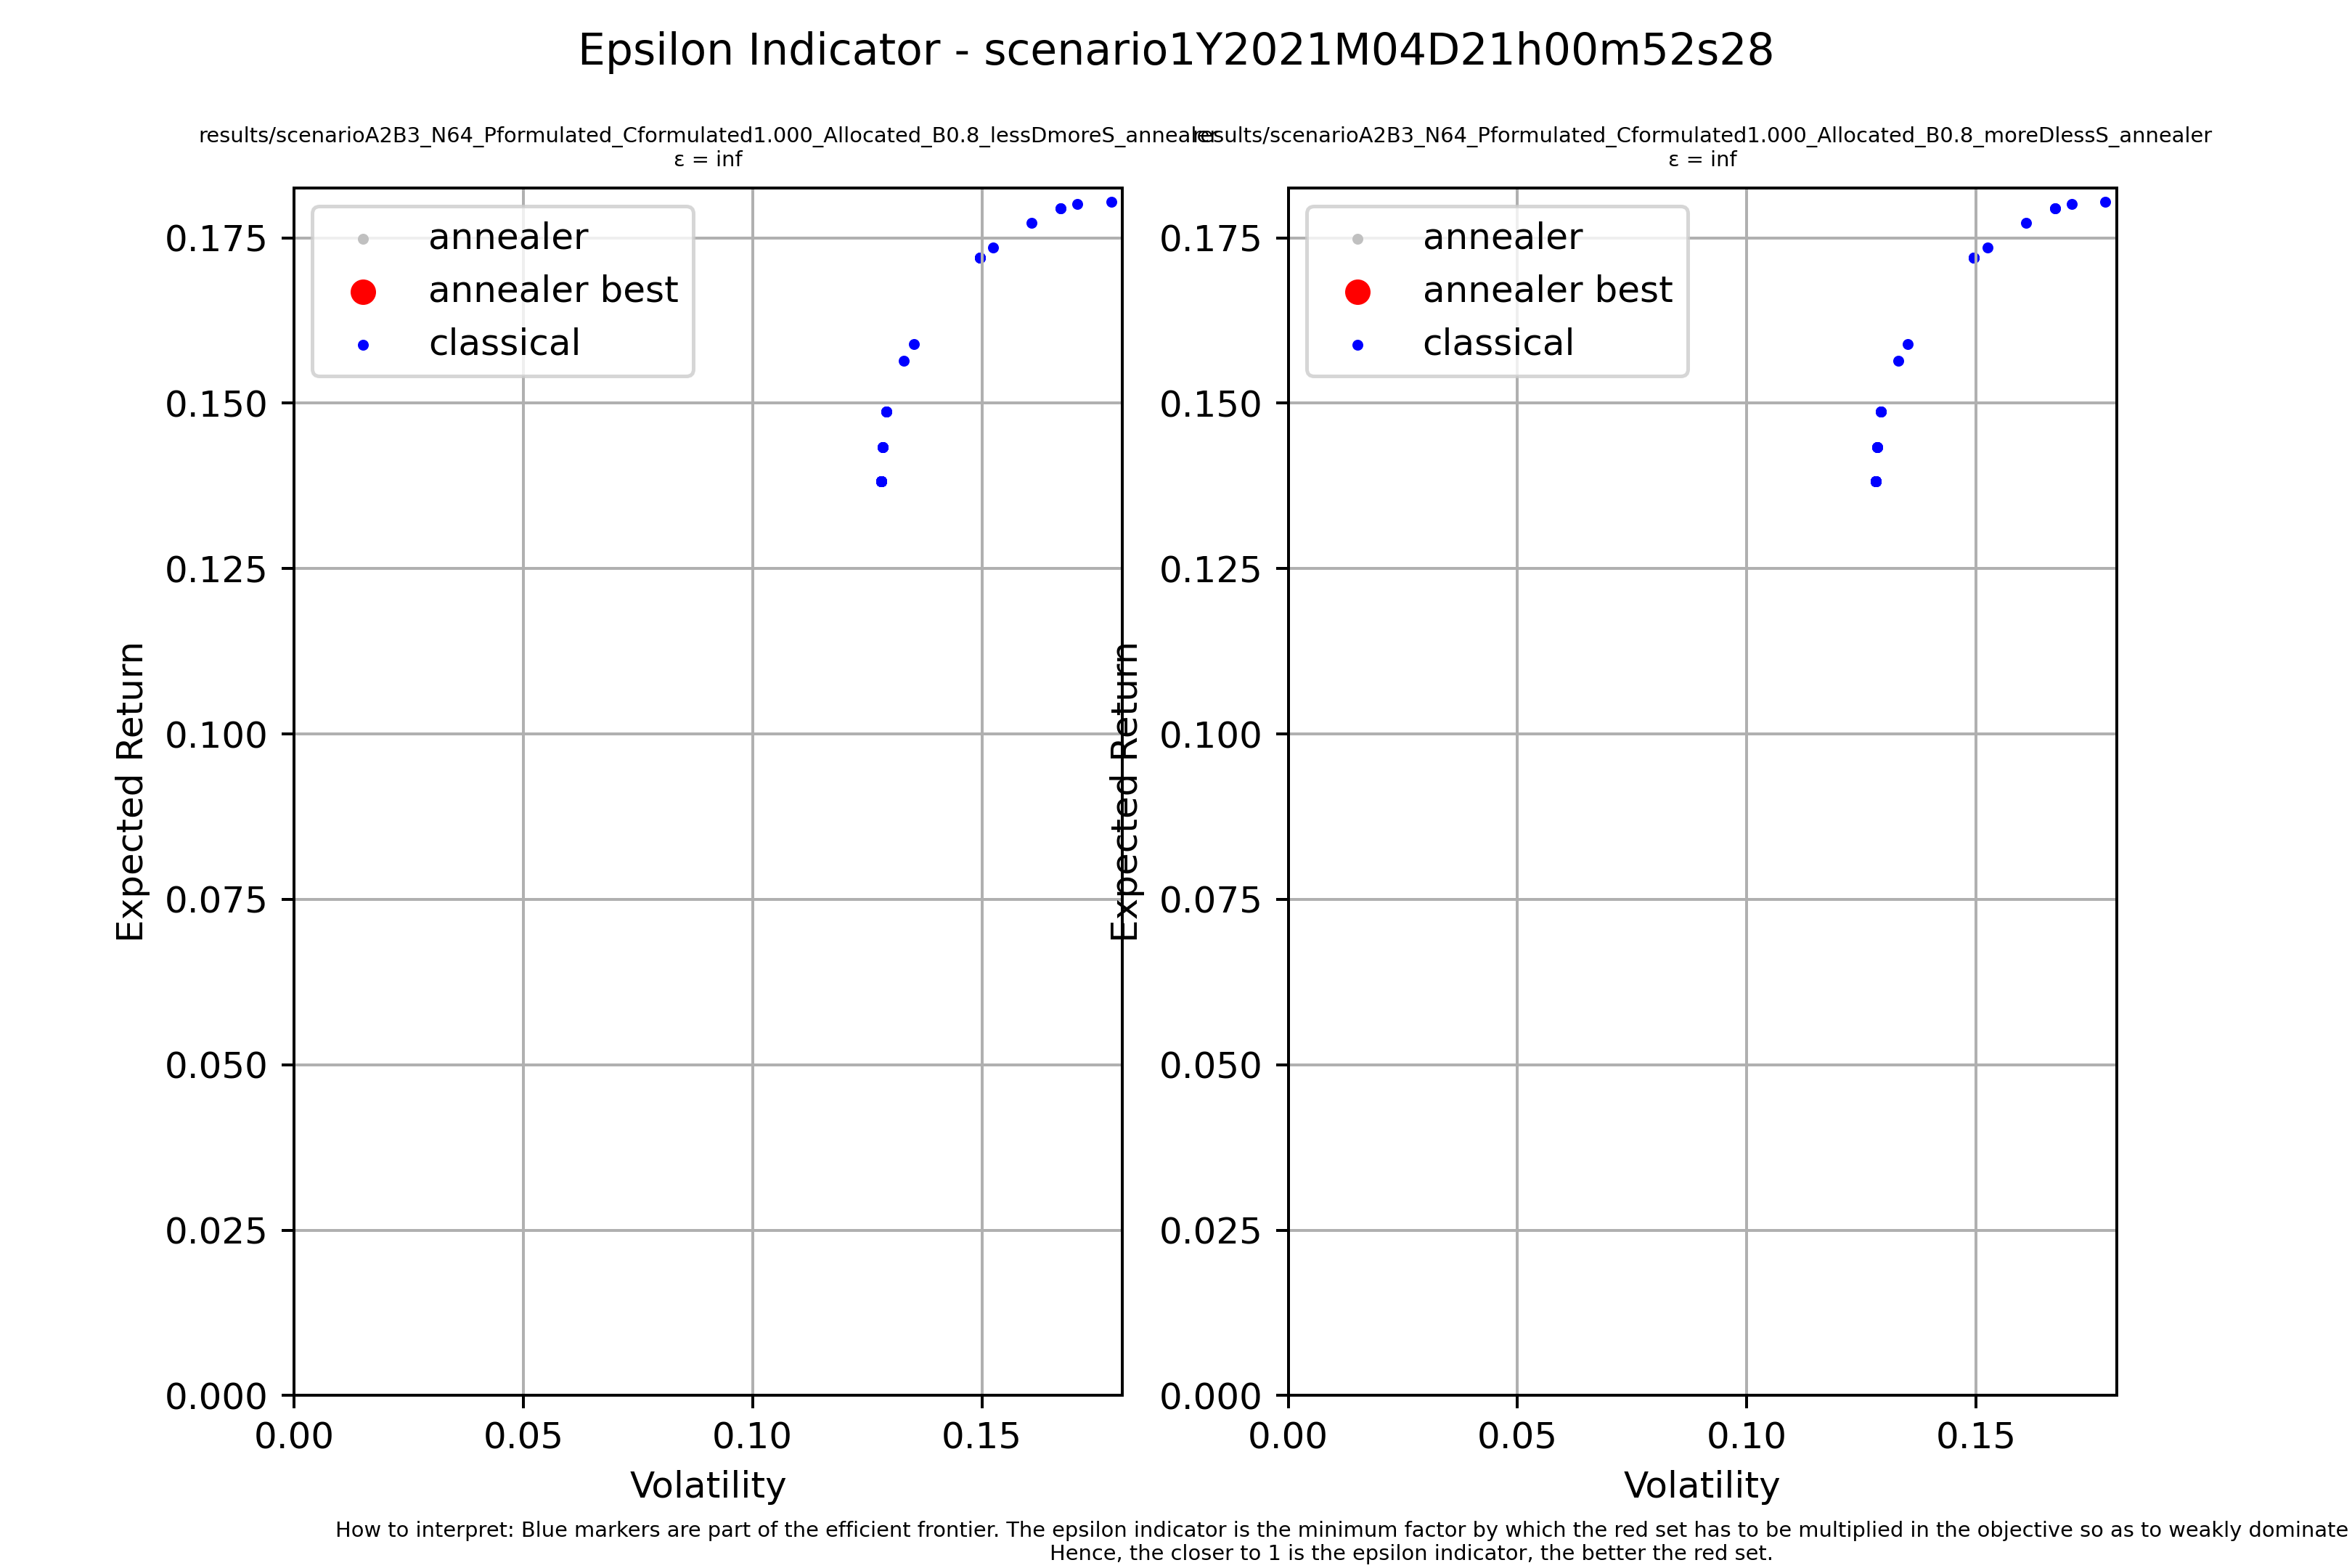 Epsilon Indicator - scenario1Y2021M04D21h00m52s28
results/scenarioA2B3_N64_Pformulated_Cformulated1.000_Allocated_B0.8_lessDmoreS_annealer
ε = inf
results/scenarioA2B3_N64_Pformulated_Cformulated1.000_Allocated_B0.8_moreDlessS_annealer
ε = inf
annealer
annealer best
classical
0.175
0.150
0.125
0.100
0.075
0.050
0.025
0.000
Expected Return
0.00 0.05 0.10 0.15
Volatility
annealer
annealer best
classical
0.175
0.150
0.125
0.100
0.075
0.050
0.025
0.000
Expected Return
0.00 0.05 0.10 0.15
Volatility
How to interpret: Blue markers are part of the efficient frontier. The epsilon indicator is the minimum factor by which the red set has to be multiplied in the objective so as to weakly dominate
Hence, the closer to 1 is the epsilon indicator, the better the red set.